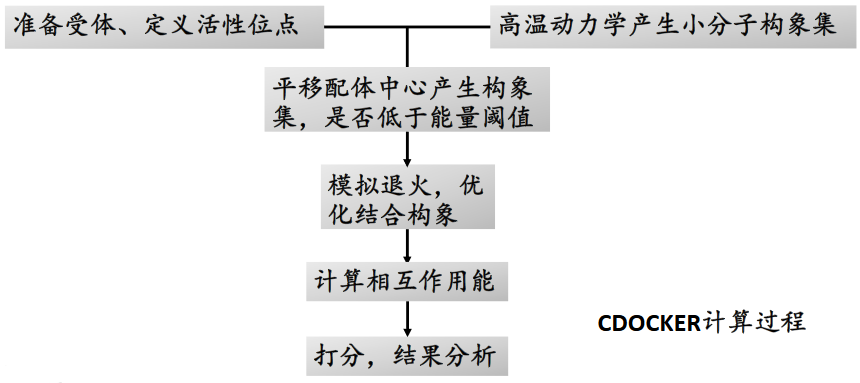 准备受体、定义活性位点
高温动力学产生小分子构象集
平移配体中心产生构象
集，是否低于能量阈值
模拟退火，优
化结合构象
计算相互作用能
CDOCKER计算过程
打分，结果分析